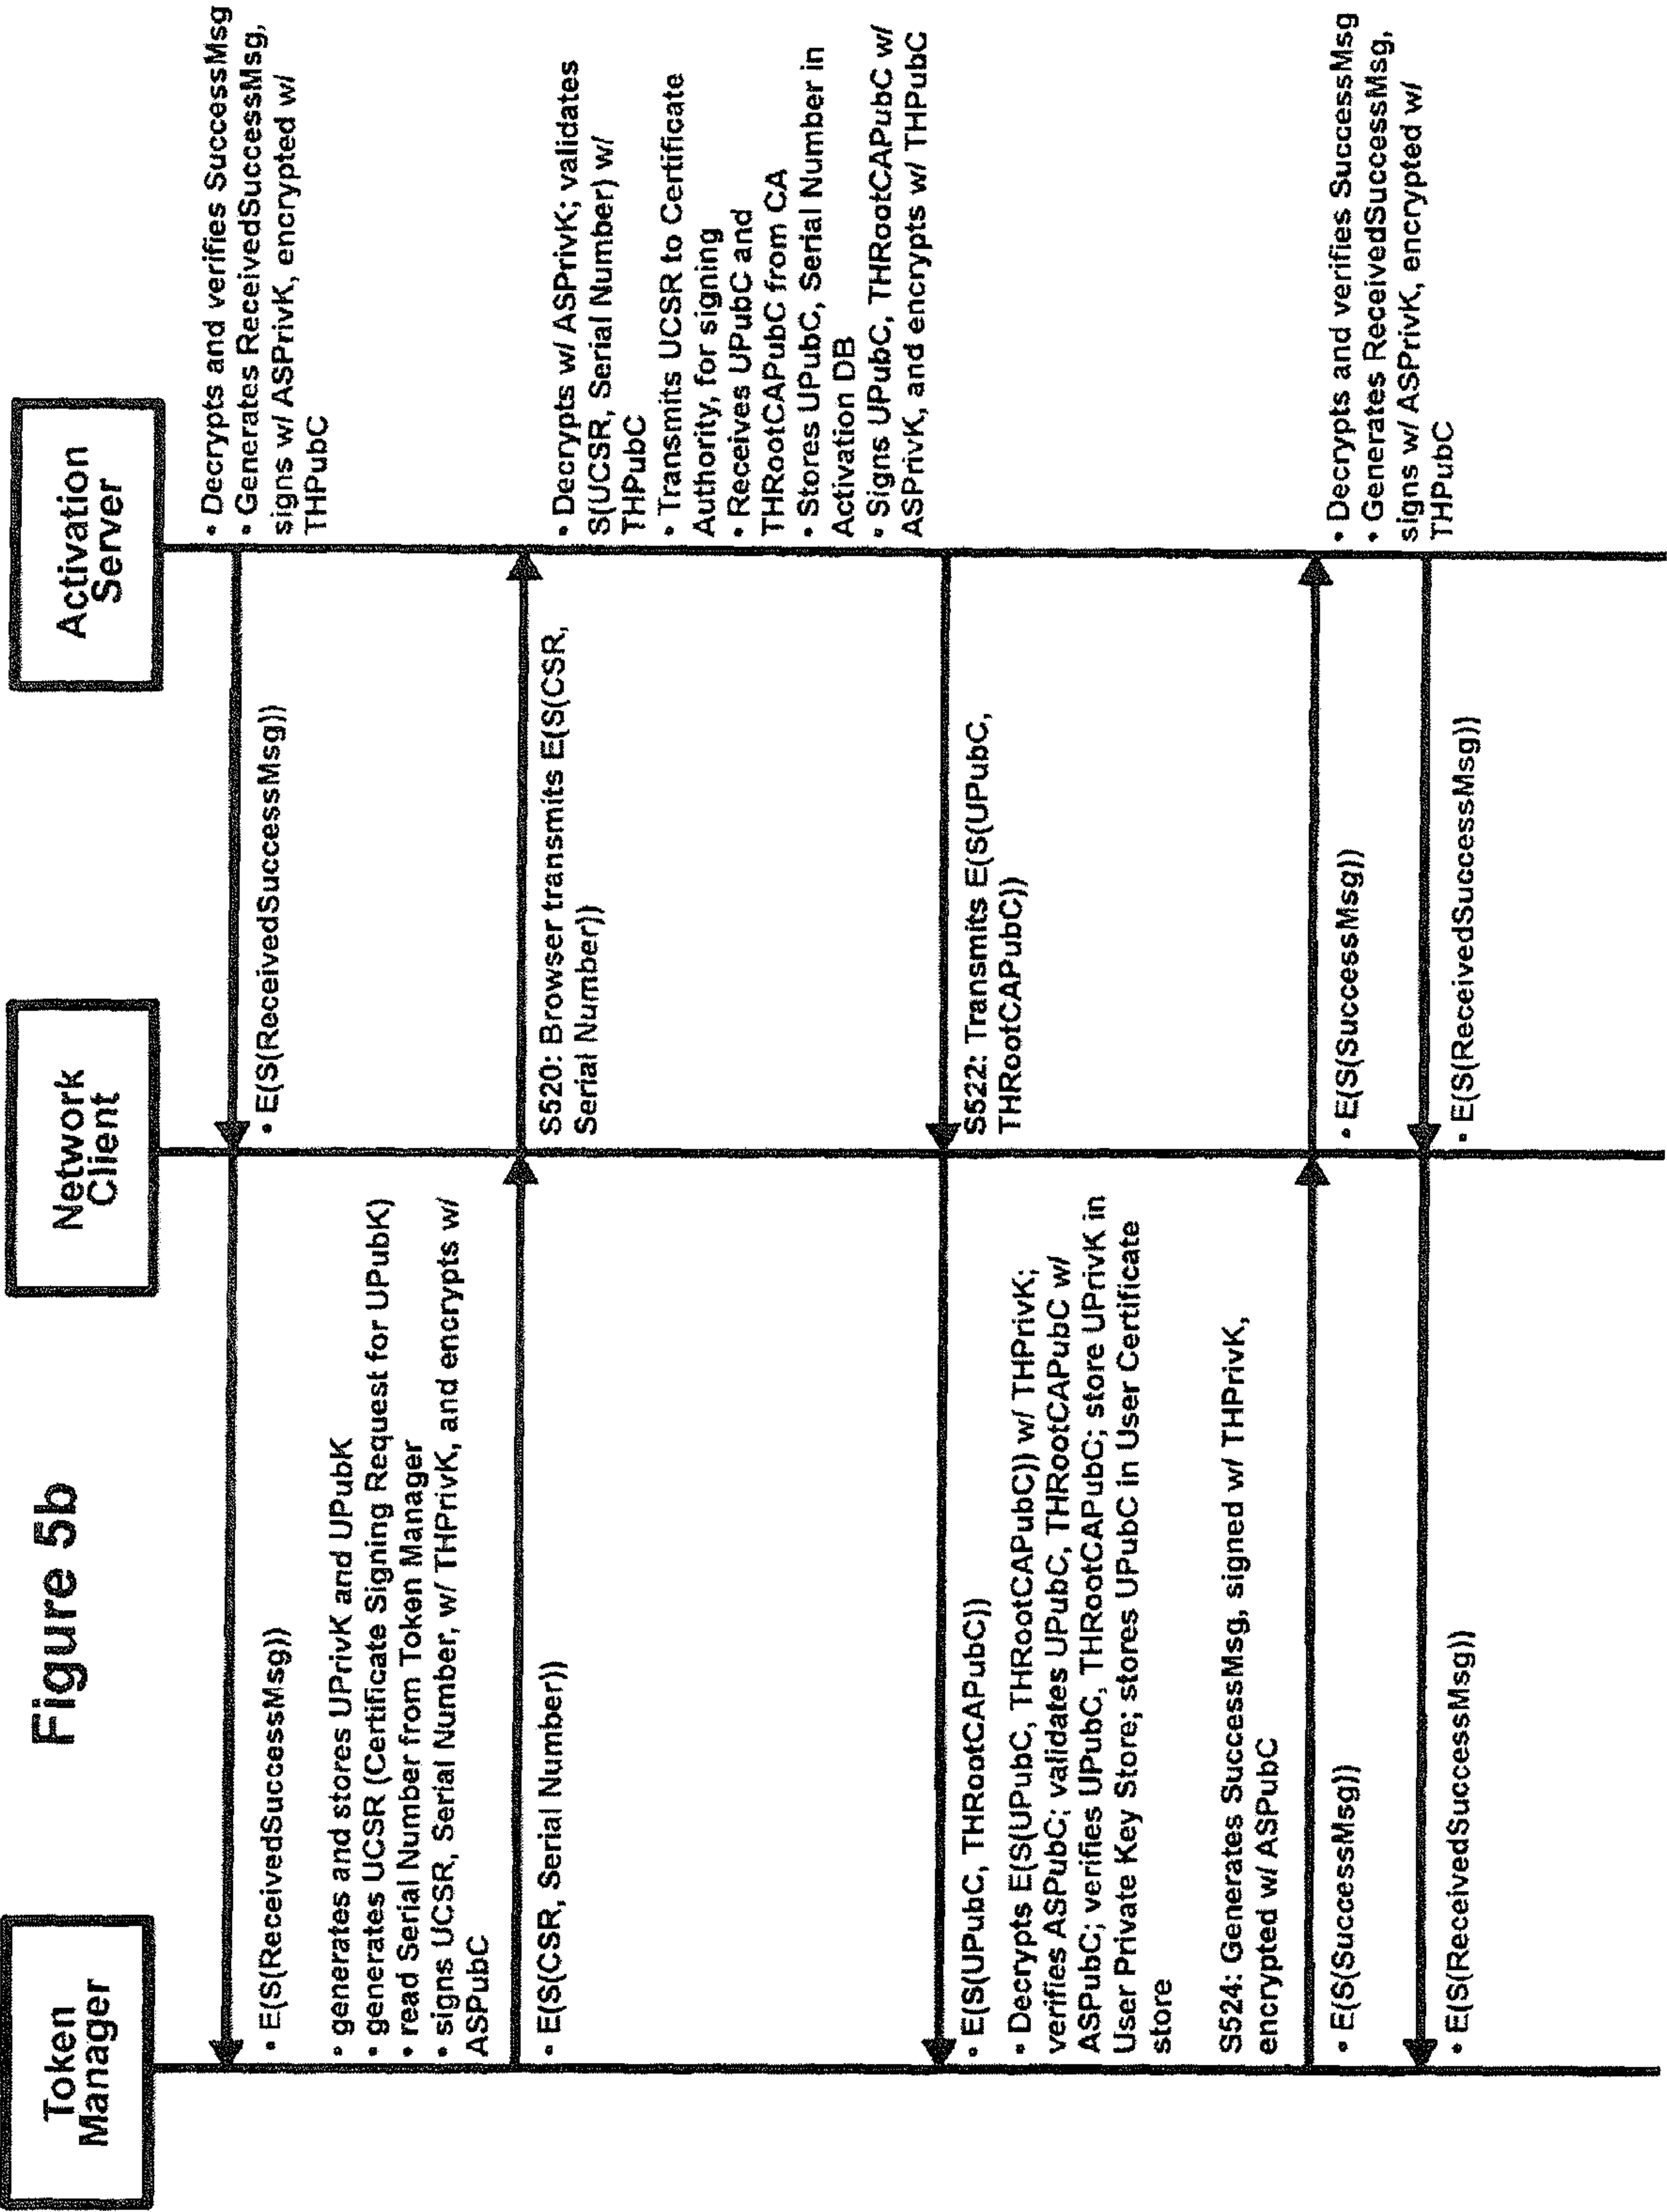 Figure 5b
Token
Manager
Network
Client
Activation
Server
• Decrypts and verifies SuccessMsg
• Generates ReceivedSuccessMsg,
signs w/ ASPrivK, encrypted w/
THPubC
• E(S(ReceivedSuccessMsg))
• E(S(ReceivedSuccessMsg))
• generates and stores UPrivK and UPubK
• generates UCSR (Certificate Signing Request for UPubK)
• read Serial Number from Token Manager
• signs UCSR, Serial Number, w/ THPrivK, and encrypts w/
ASPubC
• E(S(CSR, Serial Number))
S520: Browser transmits E(S(CSR,
Serial Number))
• Decrypts w/ ASPrivK; validates
S(UCSR, Serial Number) w/
THPubC
• Transmits UCSR to Certificate
Authority, for signing
• Receives UPubC and
THRootCAPubC from CA
• Stores UPubC, Serial Number in
Activation DB
• Signs UPubC, THRootCAPubC w/
ASPrivK, and encrypts w/ THPubC
S522: Transmits E(S(UPubC,
THRootCAPubC))
• E(S(UPubC, THRootCAPubC))
• Decrypts E(S(UPubC, THRootCAPubC)) w/ THPrivK;
verifies ASPubC; validates UPubC, THRootCAPubC w/
ASPubC; verifies UPubC, THRootCAPubC; store UPrivK in
User Private Key Store; stores UPubC in User Certificate
store
S524: Generates SuccessMsg, signed w/ THPrivK,
encrypted w/ ASPubC
• E(S(SuccessMsg))
• E(S(SuccessMsg))
• Decrypts and verifies SuccessMsg
• Generates ReceivedSuccessMsg,
signs w/ ASPrivK, encrypted w/
THPubC
• E(S(ReceivedSuccessMsg))
• E(S(ReceivedSuccessMsg))